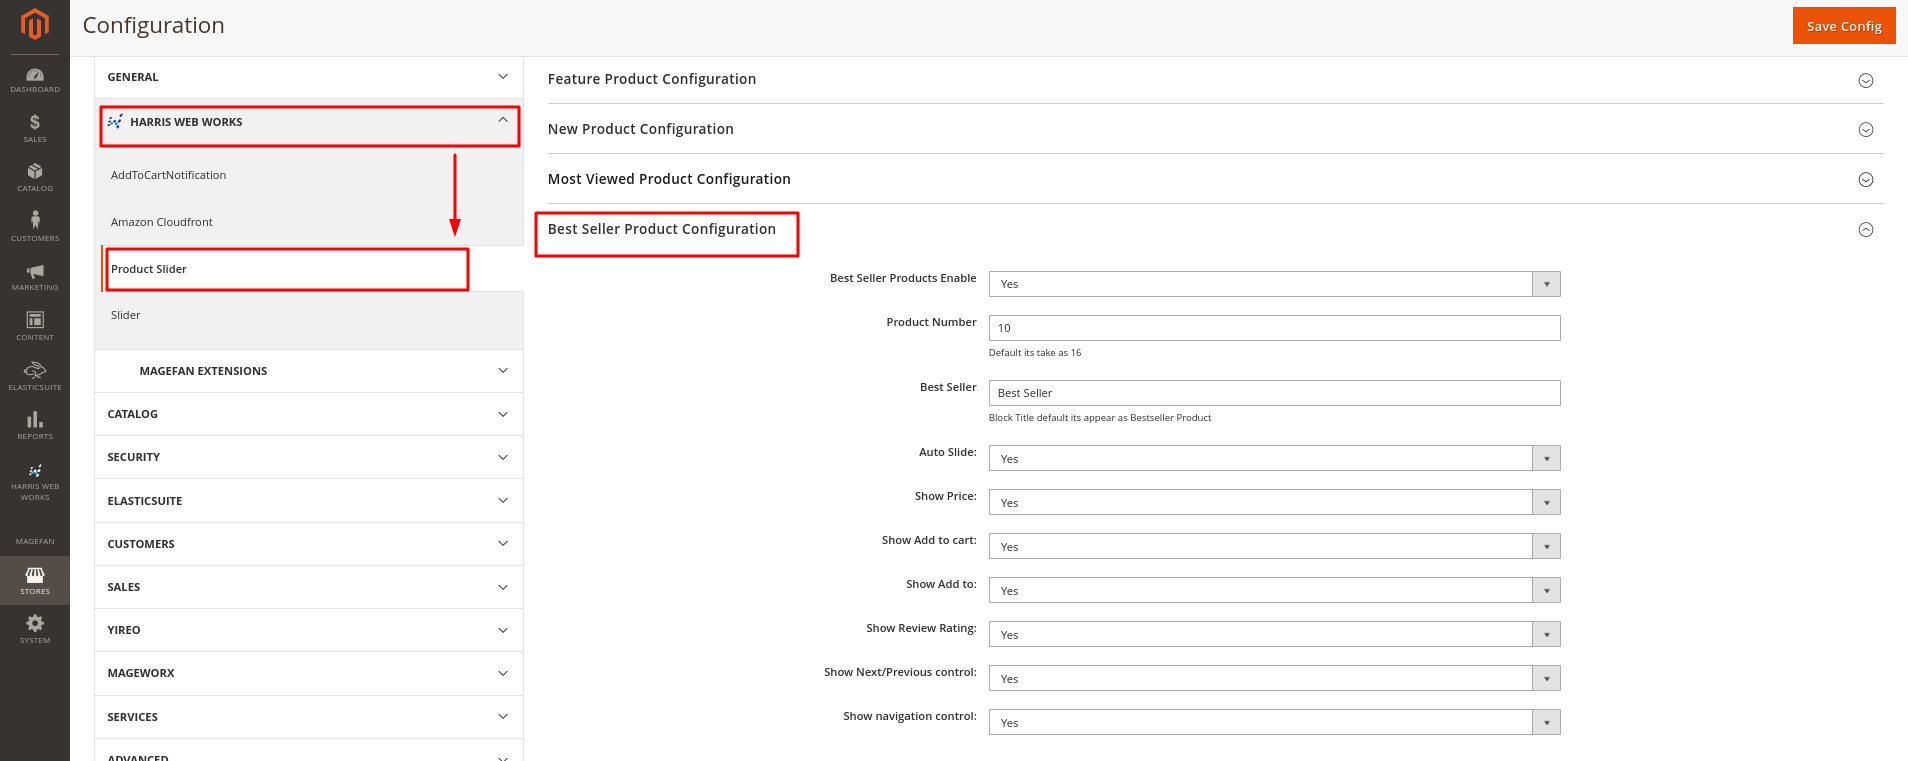 Configuration
Save Config
DASHBOARD
SALES
CATALOG
CUSTOMERS
MARKETING
CONTENT
ELASTICSUITE
REPORTS
HARRIS WEB
WORKS
MAGEFAN
STORES
SYSTEM
GENERAL
HARRIS WEB WORKS
AddToCartNotification
Amazon Cloudfront
Product Slider
Slider
MAGEFAN EXTENSIONS
CATALOG
SECURITY
ELASTICSUITE
CUSTOMERS
SALES
YIREO
MAGEWORX
SERVICES
ADVANCED
Feature Product Configuration
New Product Configuration
Most Viewed Product Configuration
Best Seller Product Configuration
Best Seller Products Enable Yes
Product Number 10
Default its take as 16
Best Seller Best Seller
Block Title default its appear as Bestseller Product
Auto Slide: Yes
Show Price: Yes
Show Add to cart: Yes
Show Add to: Yes
Show Review Rating: Yes
Show Next/Previous control: Yes
Show navigation control: Yes